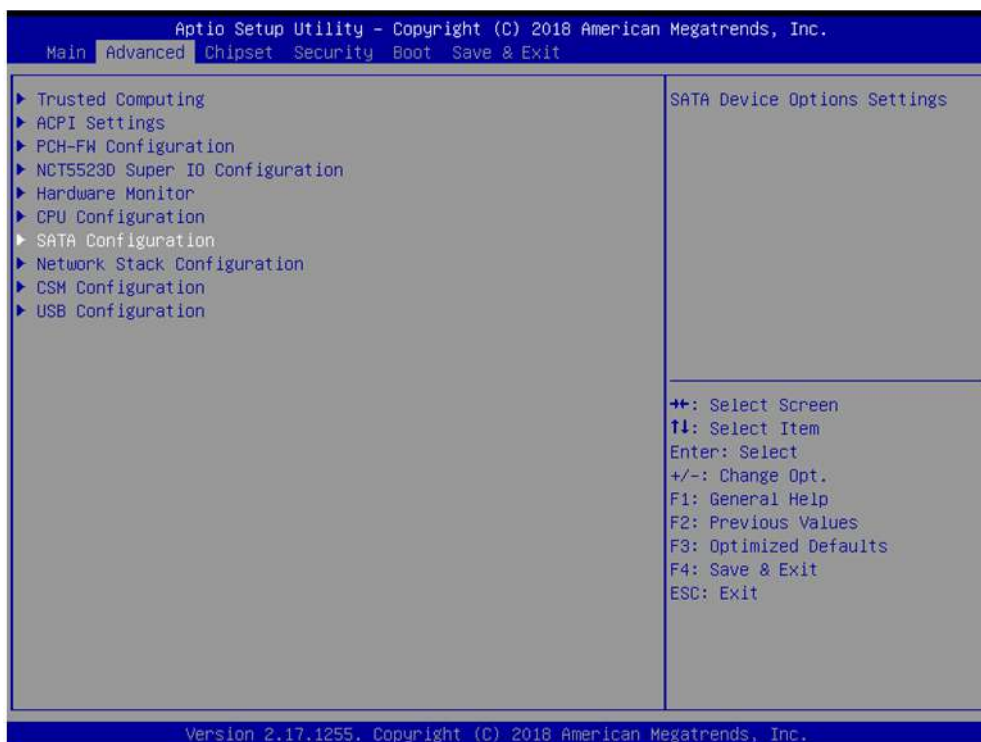 Aptio Setup Utility – Copyright (C) 2018 American Megatrends, Inc.
Main Advanced Chipset Security Boot Save & Exit
▶ Trusted Computing
▶ ACPI Settings
▶ PCH-FW Configuration
▶ NCT5523D Super IO Configuration
▶ Hardware Monitor
▶ CPU Configuration
▶ SATA Configuration
▶ Network Stack Configuration
▶ CSM Configuration
▶ USB Configuration
SATA Device Options Settings
→←: Select Screen
↑↓: Select Item
Enter: Select
+/-: Change Opt.
F1: General Help
F2: Previous Values
F3: Optimized Defaults
F4: Save & Exit
ESC: Exit
Version 2.17.1255. Copyright (C) 2018 American Megatrends, Inc.